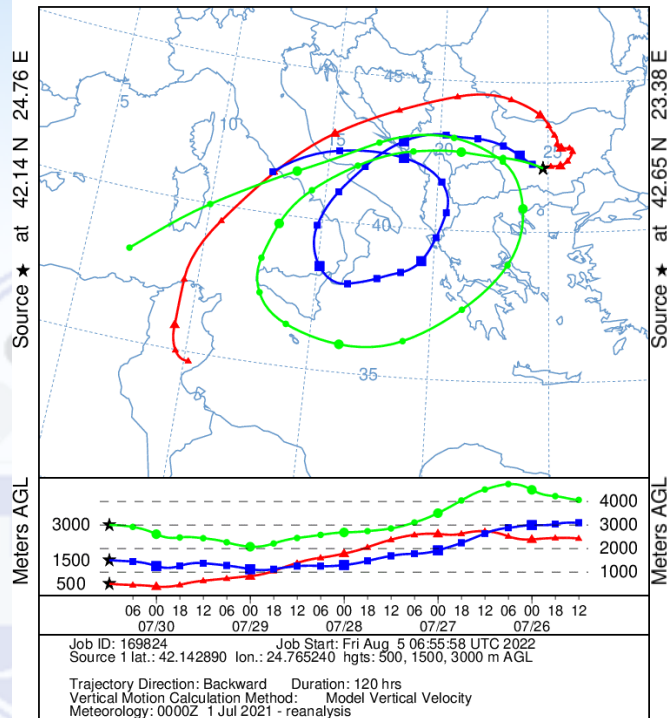 Source ★ at 42.14 N 24.76 E
Source ★ at 42.65 N 23.38 E
45
5
10
15
20
25
40
35
Meters AGL
Meters AGL
4000
3000
3000
2000
1500
1000
500
06 00 18 12 06 00 18 12 06 00 18 12 06 00 18 12 06 00 12
07/30 07/29 07/28 07/27 07/26
Job ID: 169824 Job Start: Fri Aug 5 06:55:58 UTC 2022
Source 1 lat.: 42.142890 lon.: 24.765240 hgts: 500, 1500, 3000 m AGL
Trajectory Direction: Backward Duration: 120 hrs
Vertical Motion Calculation Method: Model Vertical Velocity
Meteorology: 0000Z 1 Jul 2021 - reanalysis